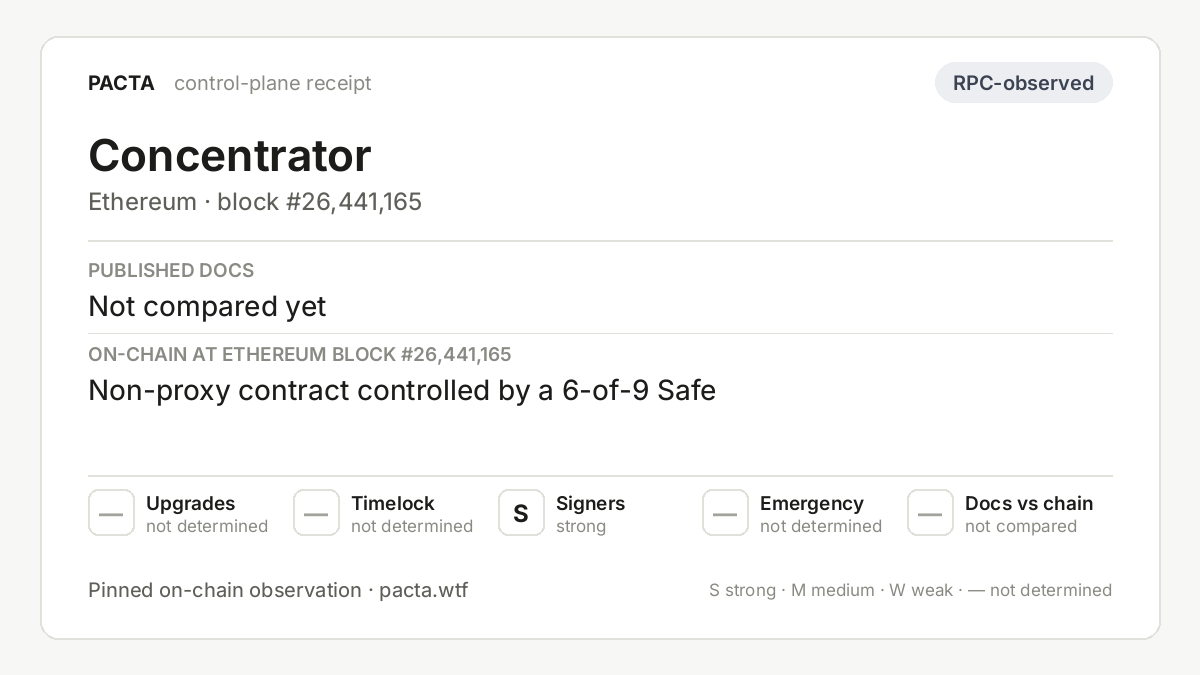 PACTA control-plane receipt RPC-observed
Concentrator
Ethereum · block #26,441,165
PUBLISHED DOCS
Not compared yet
ON-CHAIN AT ETHEREUM BLOCK #26,441,165
Non-proxy contract controlled by a 6-of-9 Safe
— Upgrades not determined
— Timelock not determined
S Signers strong
— Emergency not determined
— Docs vs chain not compared
Pinned on-chain observation · pacta.wtf
S strong · M medium · W weak · — not determined